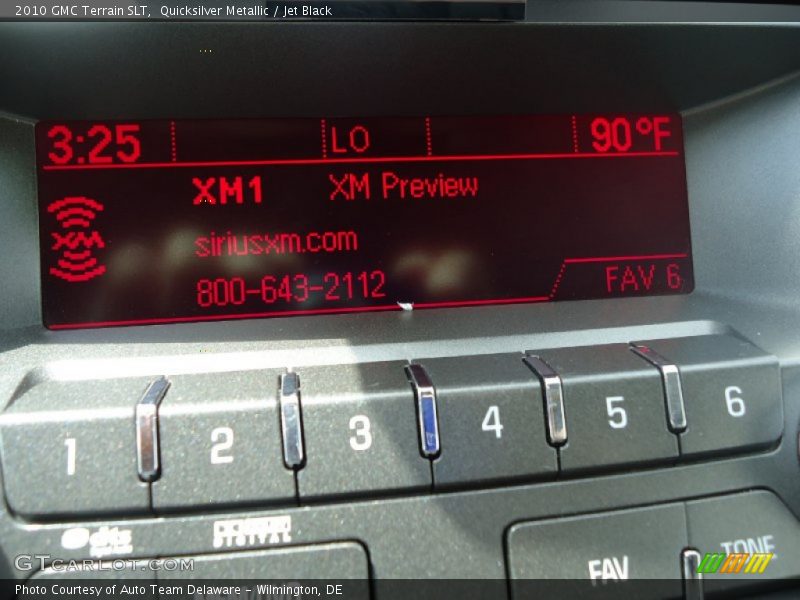 2010 GMC Terrain SLT, Quicksilver Metallic / Jet Black
3:25 LO 90°F
XM1 XM Preview
XM siriusxm.com
800-643-2112 FAV 6
1 2 3 4 5 6
dts DIGITAL
FAV TONE
GTCarLot.com
Photo Courtesy of Auto Team Delaware - Wilmington, DE